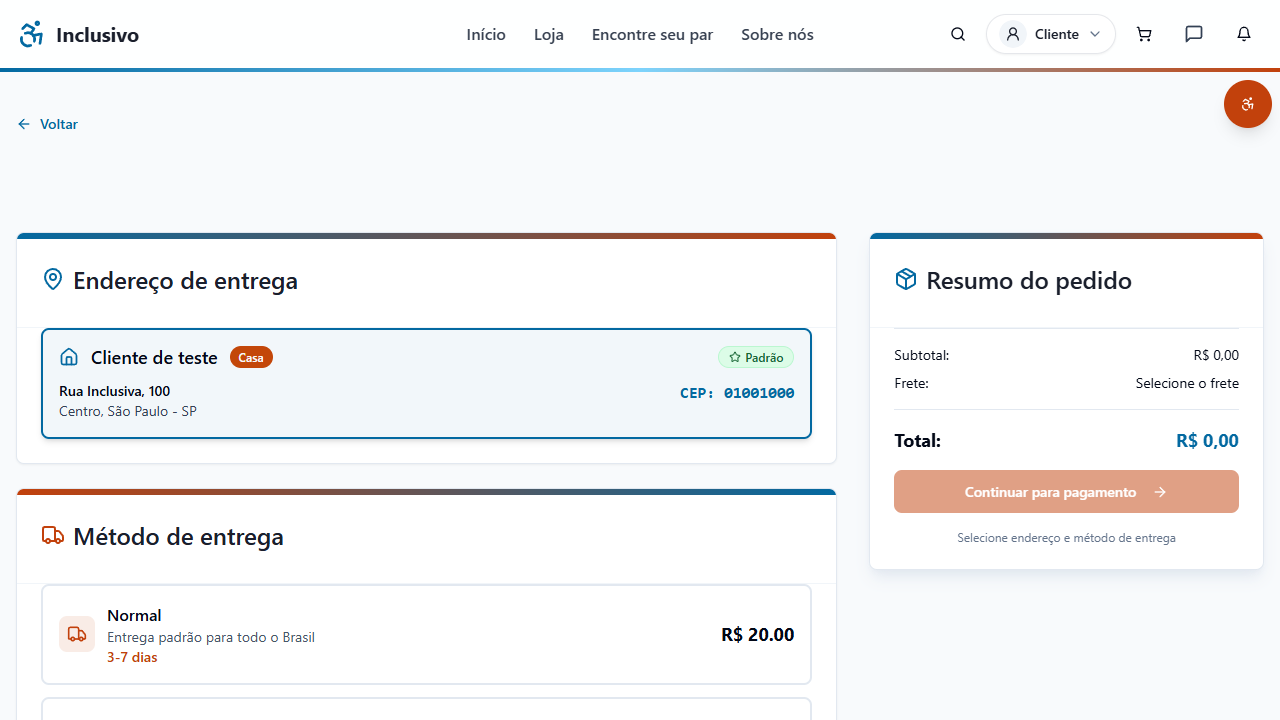 Inclusivo
Início
Loja
Encontre seu par
Sobre nós
Cliente
Voltar
Endereço de entrega
Cliente de teste
Casa
Padrão
Rua Inclusiva, 100
CEP: 01001000
Centro, São Paulo - SP
Método de entrega
Normal
Entrega padrão para todo o Brasil
3-7 dias
R$ 20.00
Resumo do pedido
Subtotal:
R$ 0,00
Frete:
Selecione o frete
Total:
R$ 0,00
Continuar para pagamento
Selecione endereço e método de entrega